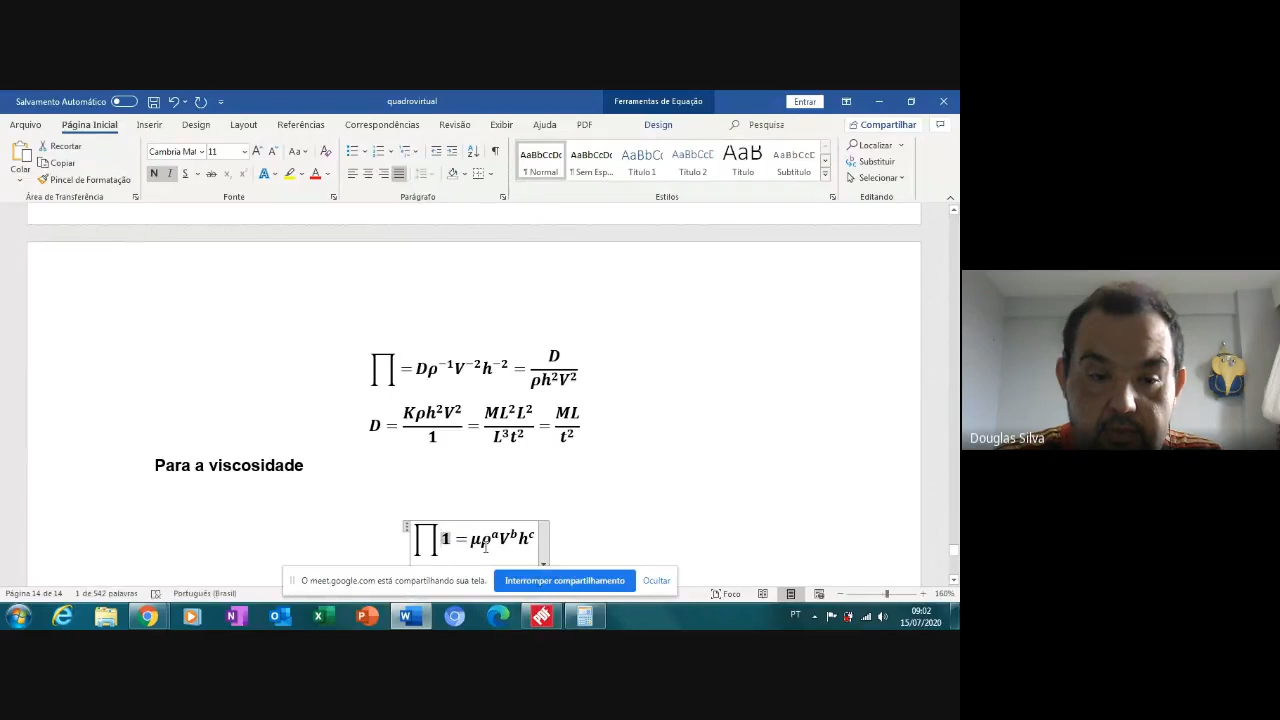 Salvamento Automático
quadrovirtual
Ferramentas de Equação
Entrar
Arquivo Página Inicial Inserir Design Layout Referências Correspondências Revisão Exibir Ajuda PDF Design Pesquisa Compartilhar
Colar
Recortar
Copiar
Pincel de Formatação
Área de Transferência
Cambria Mat 11
N I S ab x x A A
Fonte
Parágrafo
AaBbCcDc AaBbCcDc AaBbCc AaBbCcE AaB AaBbCcC
¶ Normal ¶ Sem Esp... Título 1 Título 2 Título Subtítulo
Estilos
Localizar
Substituir
Selecionar
Editando
∏ = Dρ⁻¹V⁻²h⁻² = D / ρh²V²
D = Kρh²V² / 1 = ML²L² / L³t² = ML / t²
Para a viscosidade
∏ 1 = μρᵃVᵇhᶜ
O meet.google.com está compartilhando sua tela. Interromper compartilhamento Ocultar
Página 14 de 14 1 de 542 palavras Português (Brasil) Foco 160%
PT 09:02
15/07/2020
Douglas Silva